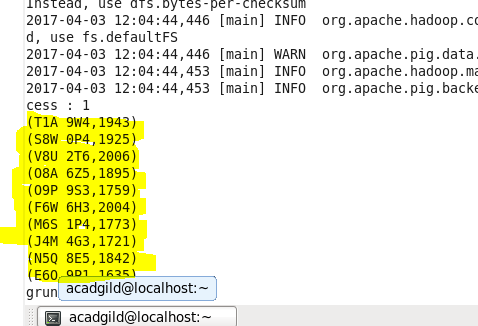 Instead, use dfs.bytes-per-checksum
2017-04-03 12:04:44,446 [main] INFO  org.apache.hadoop.co
d, use fs.defaultFS
2017-04-03 12:04:44,446 [main] WARN  org.apache.pig.data.
2017-04-03 12:04:44,453 [main] INFO  org.apache.hadoop.ma
2017-04-03 12:04:44,453 [main] INFO  org.apache.pig.backe
cess : 1
(T1A 9W4,1943)
(S8W 0P4,1925)
(V8U 2T6,2006)
(O8A 6Z5,1895)
(O9P 9S3,1759)
(F6W 6H3,2004)
(M6S 1P4,1773)
(J4M 4G3,1721)
(N5Q 8E5,1842)
(E6O 9P1,1635)
grun
acadgild@localhost:~
acadgild@localhost:~